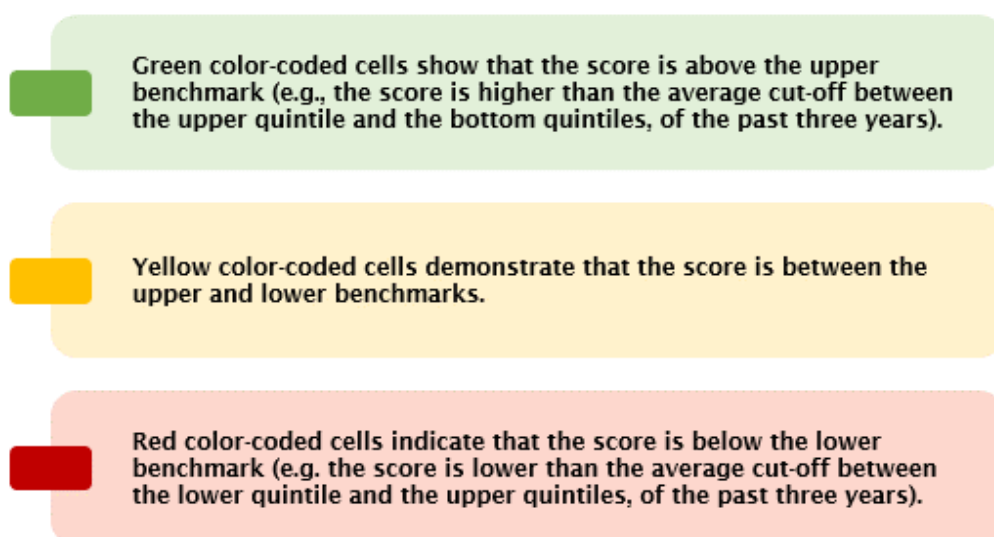 Green color-coded cells show that the score is above the upper
benchmark (e.g., the score is higher than the average cut-off between
the upper quintile and the bottom quintiles, of the past three years).
Yellow color-coded cells demonstrate that the score is between the
upper and lower benchmarks.
Red color-coded cells indicate that the score is below the lower
benchmark (e.g. the score is lower than the average cut-off between
the lower quintile and the upper quintiles, of the past three years).